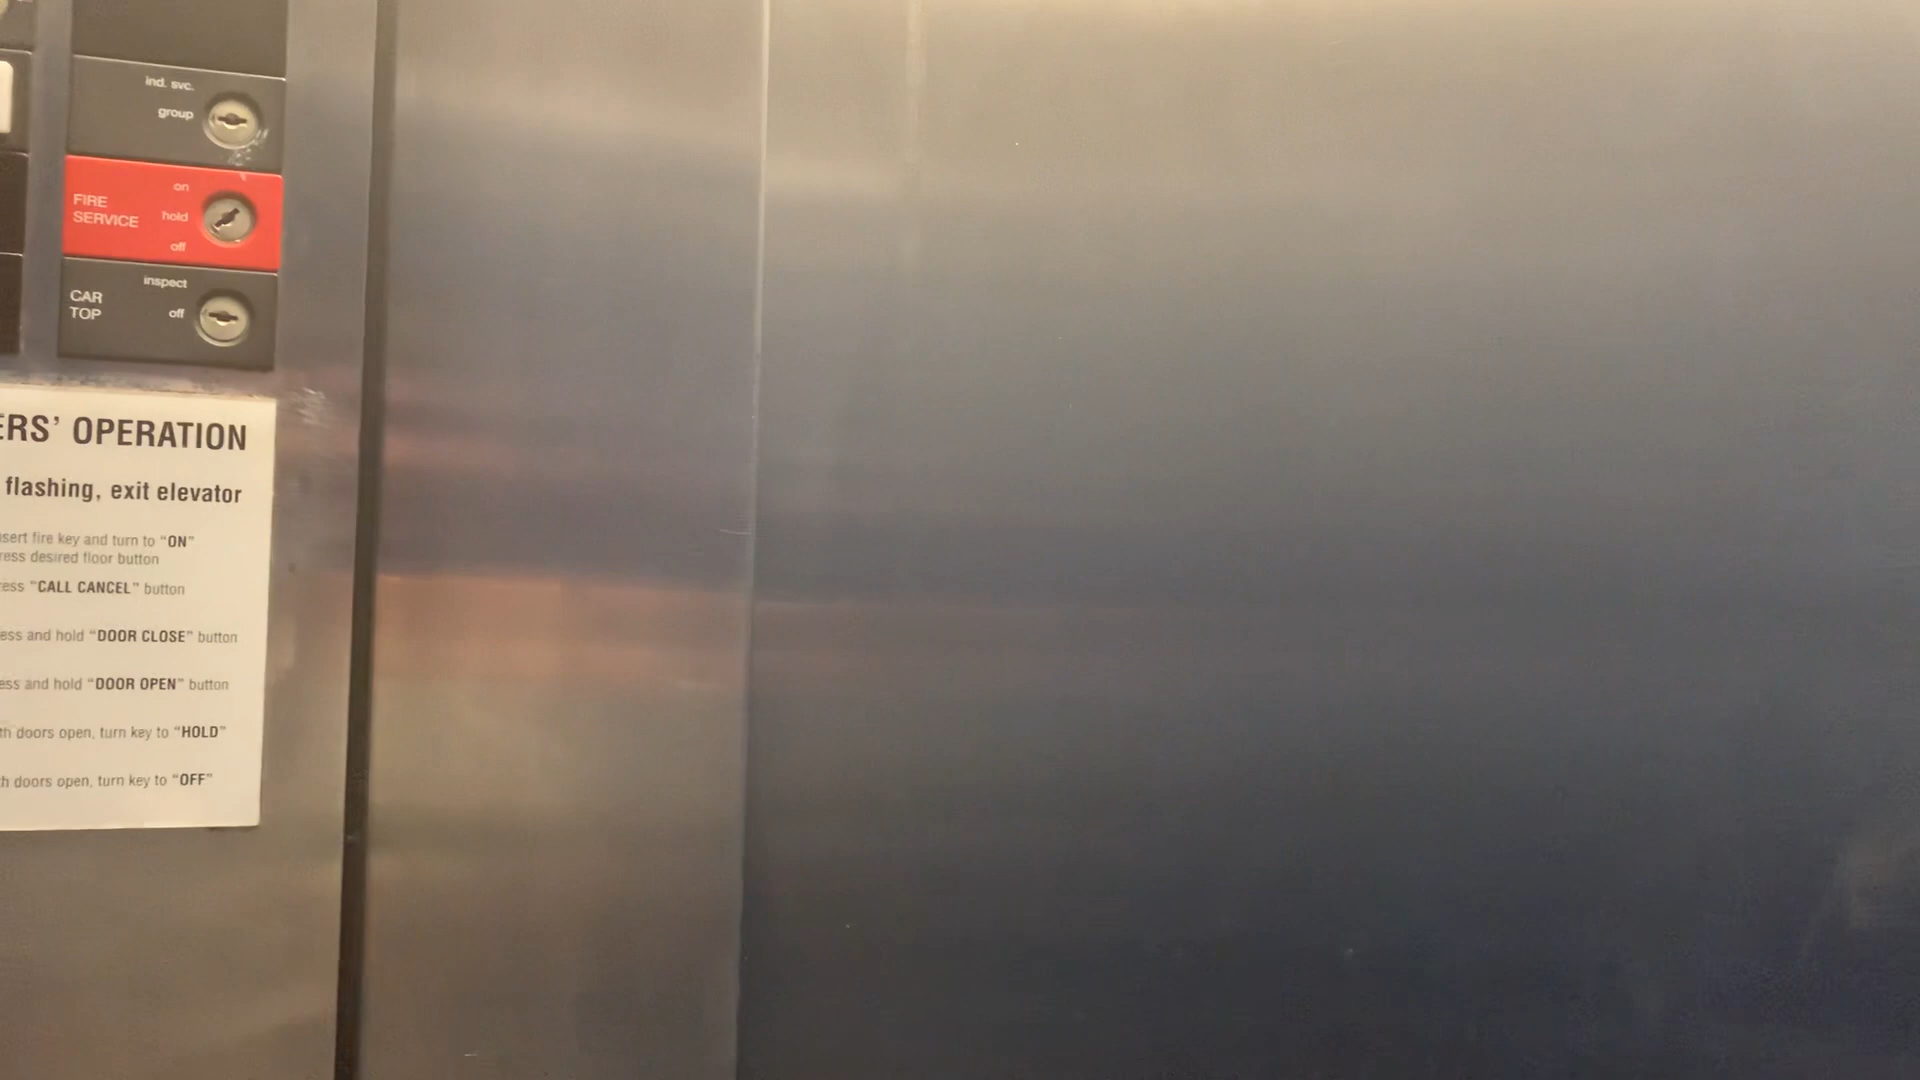 ind. svc.
group
on
FIRE
SERVICE
hold
off
inspect
CAR
TOP
off
ERS' OPERATION
flashing, exit elevator
sert fire key and turn to "ON"
ress desired floor button
ess "CALL CANCEL" button
ess and hold "DOOR CLOSE" button
ess and hold "DOOR OPEN" button
th doors open, turn key to "HOLD"
h doors open, turn key to "OFF"